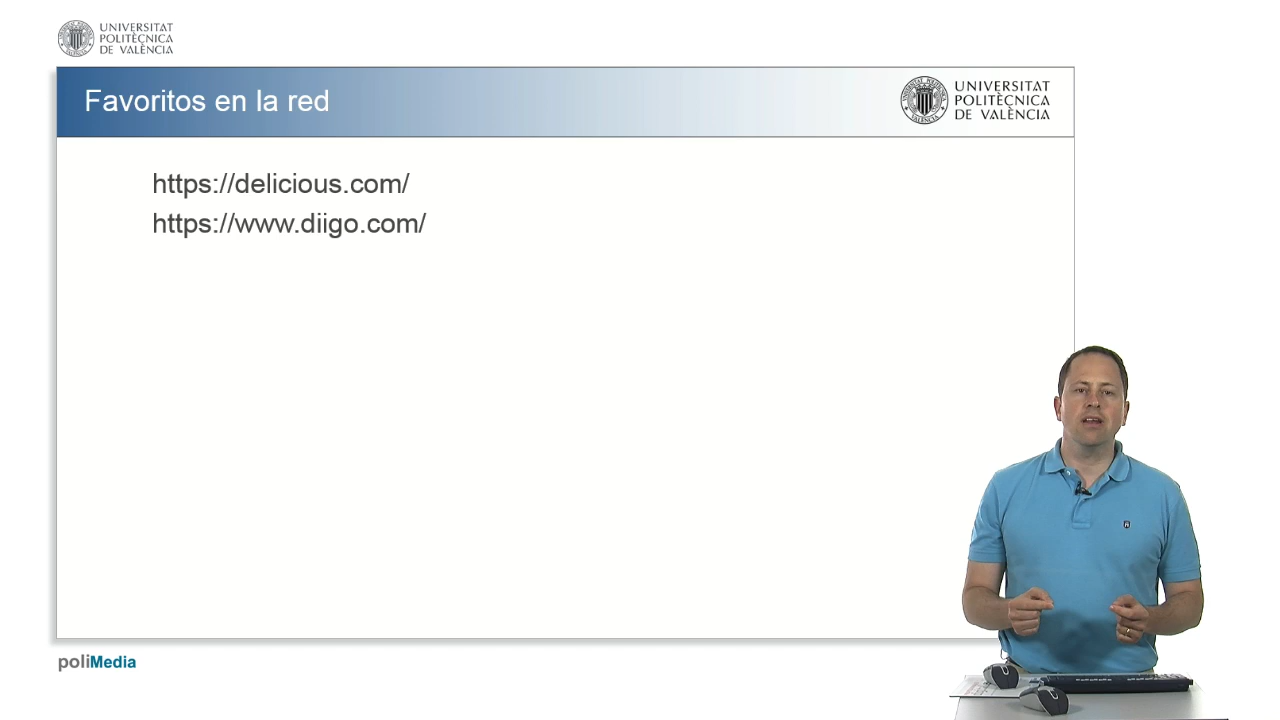 UNIVERSITAT
POLITÈCNICA
DE VALÈNCIA
Favoritos en la red
UNIVERSITAT
POLITÈCNICA
DE VALÈNCIA
https://delicious.com/
https://www.diigo.com/
poliMedia